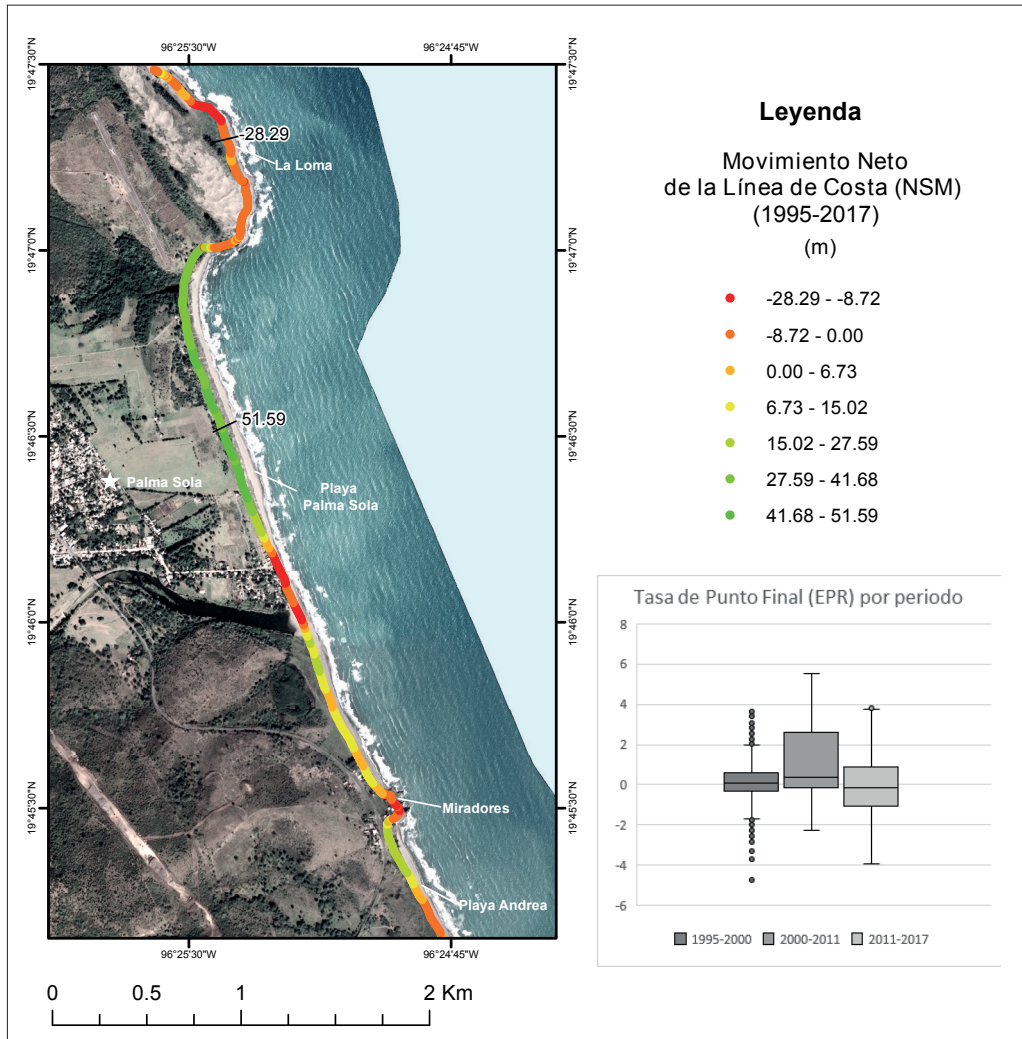 96°25'30"W
96°24'45"W
19°47'30"N
19°47'30"N
-28.29
La Loma
19°47'0"N
19°47'0"N
51.59
19°46'30"N
19°46'30"N
Palma Sola
Playa
Palma Sola
19°46'0"N
19°46'0"N
19°45'30"N
19°45'30"N
Miradores
Playa Andrea
96°25'30"W
96°24'45"W
0 0.5 1 2 Km
Leyenda
Movimiento Neto
de la Línea de Costa (NSM)
(1995-2017)
(m)
-28.29 - -8.72
-8.72 - 0.00
0.00 - 6.73
6.73 - 15.02
15.02 - 27.59
27.59 - 41.68
41.68 - 51.59
Tasa de Punto Final (EPR) por periodo
8
6
4
2
0
-2
-4
-6
1995-2000 2000-2011 2011-2017